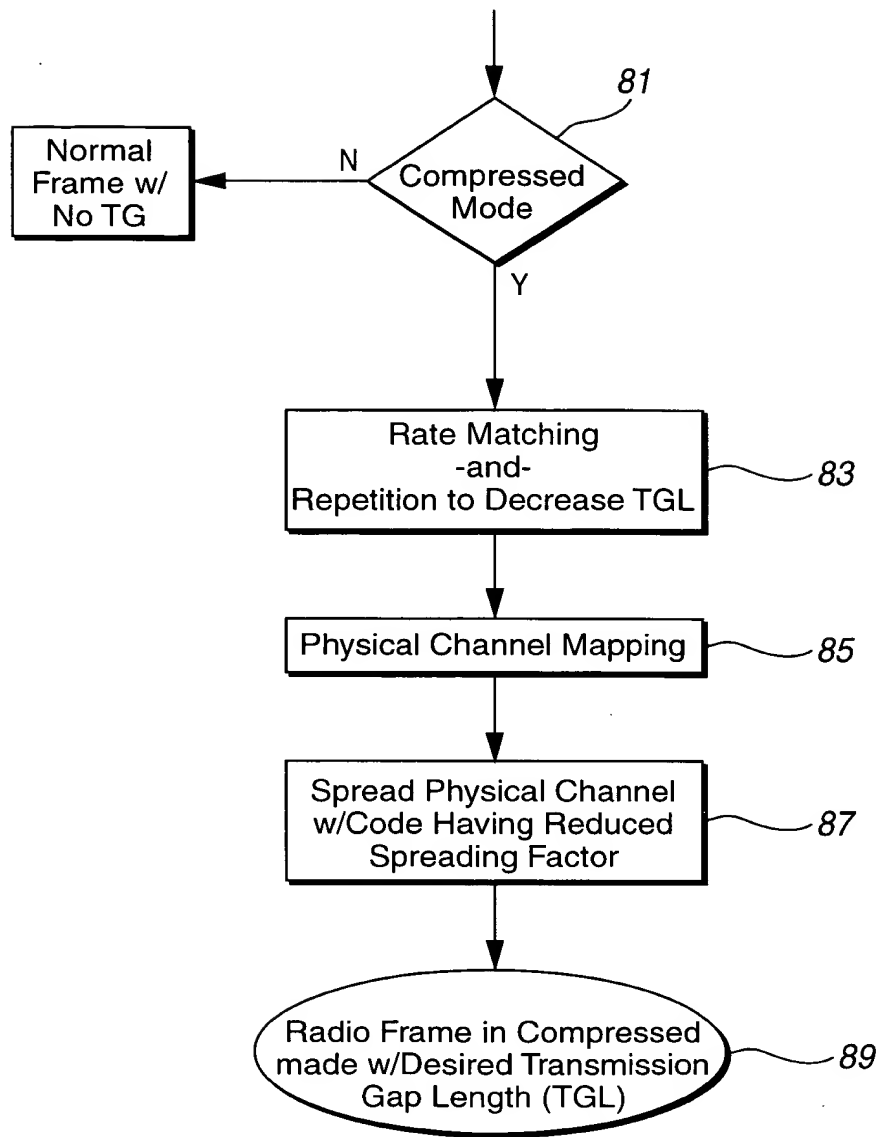 81
Normal
Frame w/
No TG
N
Compressed
Mode
Y
Rate Matching
-and-
Repetition to Decrease TGL
83
Physical Channel Mapping
85
Spread Physical Channel
w/Code Having Reduced
Spreading Factor
87
Radio Frame in Compressed
made w/Desired Transmission
Gap Length (TGL)
89